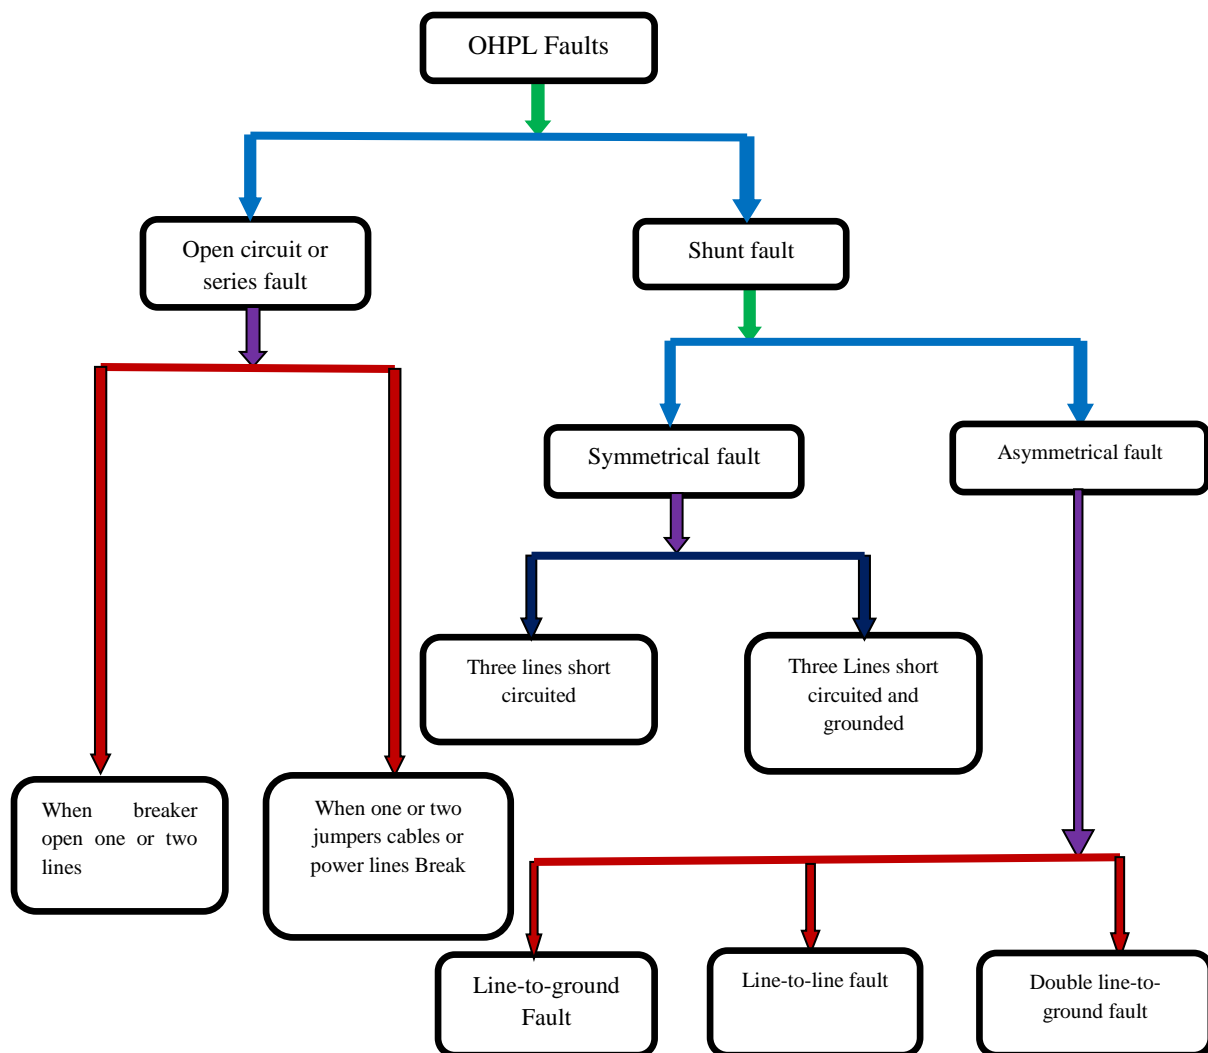 OHPL Faults
Open circuit or
series fault
Shunt fault
Symmetrical fault
Asymmetrical fault
Three lines short
circuited
Three Lines short
circuited and
grounded
When breaker
open one or two
lines
When one or two
jumpers cables or
power lines Break
Line-to-ground
Fault
Line-to-line fault
Double line-to-
ground fault